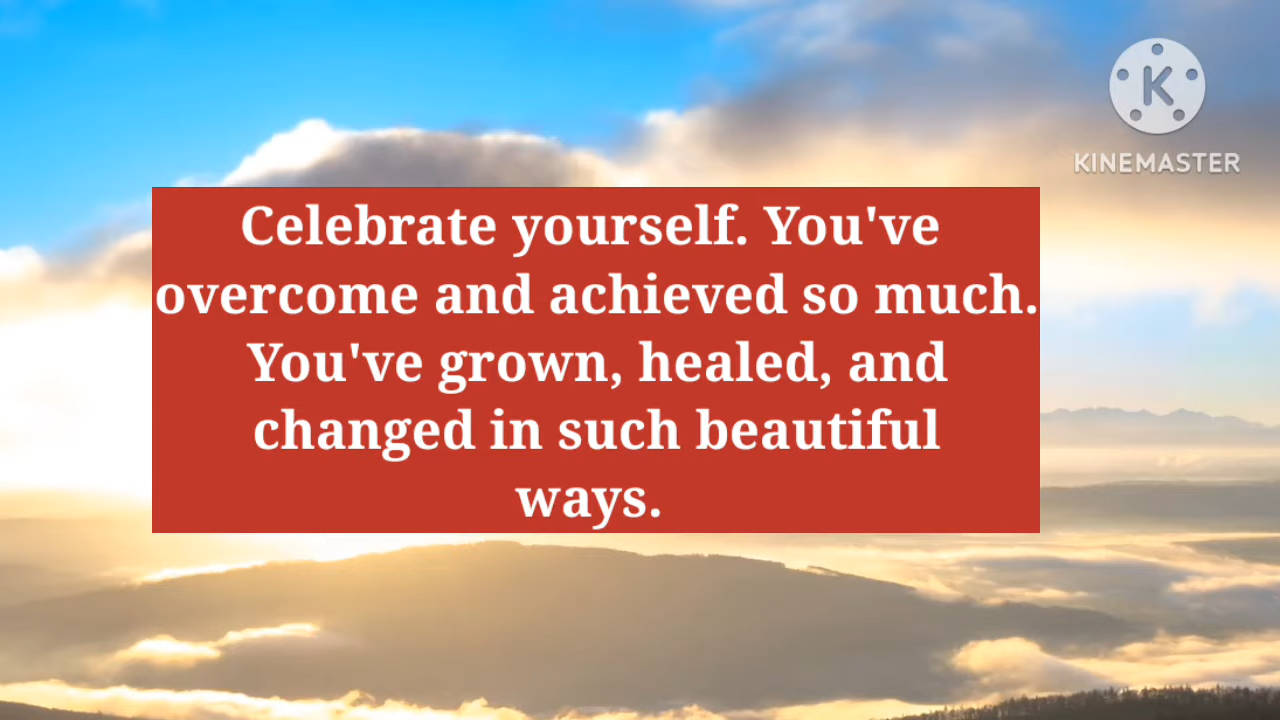 K
KINEMASTER
Celebrate yourself. You've
overcome and achieved so much.
You've grown, healed, and
changed in such beautiful
ways.